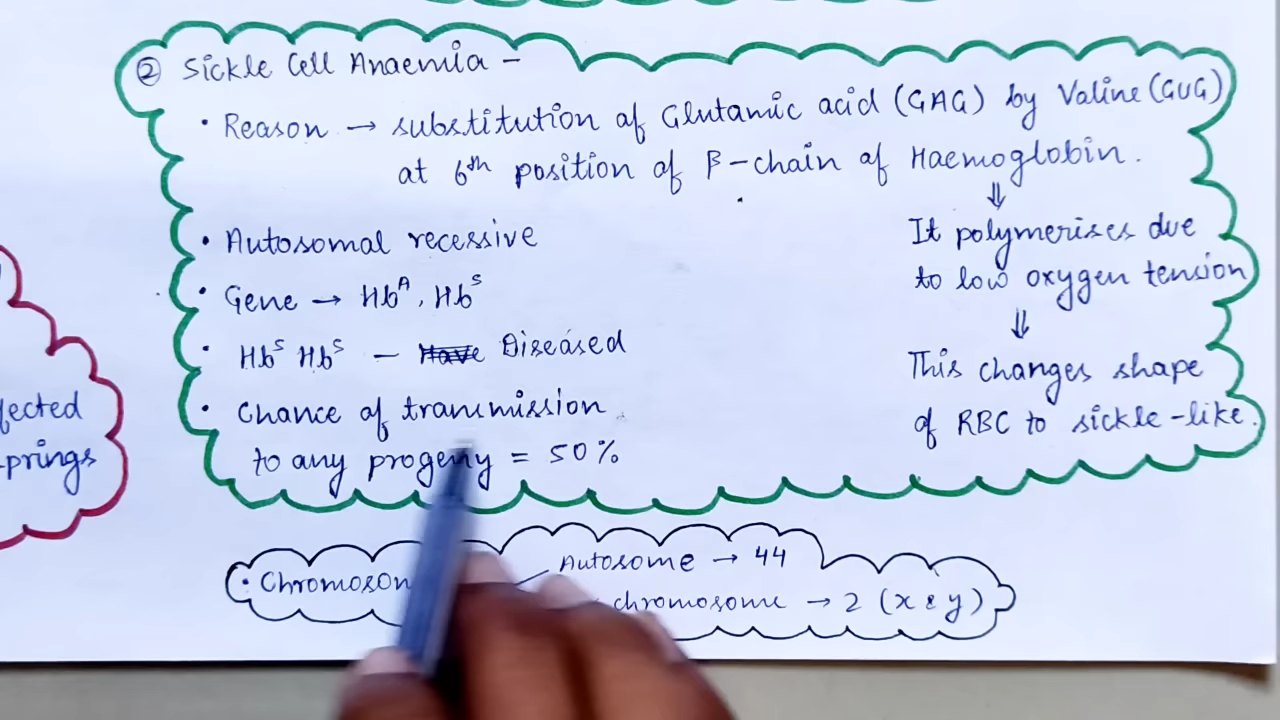 ② Sickle Cell Anaemia -
• Reason → substitution of Glutamic acid (GAG) by Valine (GUG)
at 6th position of β-chain of Haemoglobin.
⇓
It polymerises due
to low oxygen tension
⇓
This changes shape
of RBC to sickle-like.
• Autosomal recessive
• Gene → Hb^A, Hb^S
• Hb^S Hb^S - Have Diseased
• Chance of transmission
to any progeny = 50%
fected
prings
• Chromoson
Autosome → 44
chromosome → 2 (x & y)